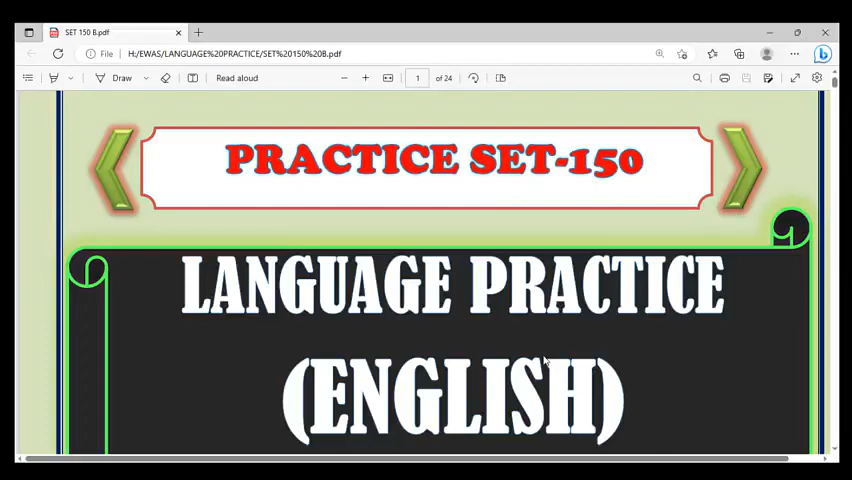 SET 150 B.pdf
File H:/EWAS/LANGUAGE%20PRACTICE/SET%20150%20B.pdf
Draw Read aloud 1 of 24
PRACTICE SET-150
LANGUAGE PRACTICE
(ENGLISH)